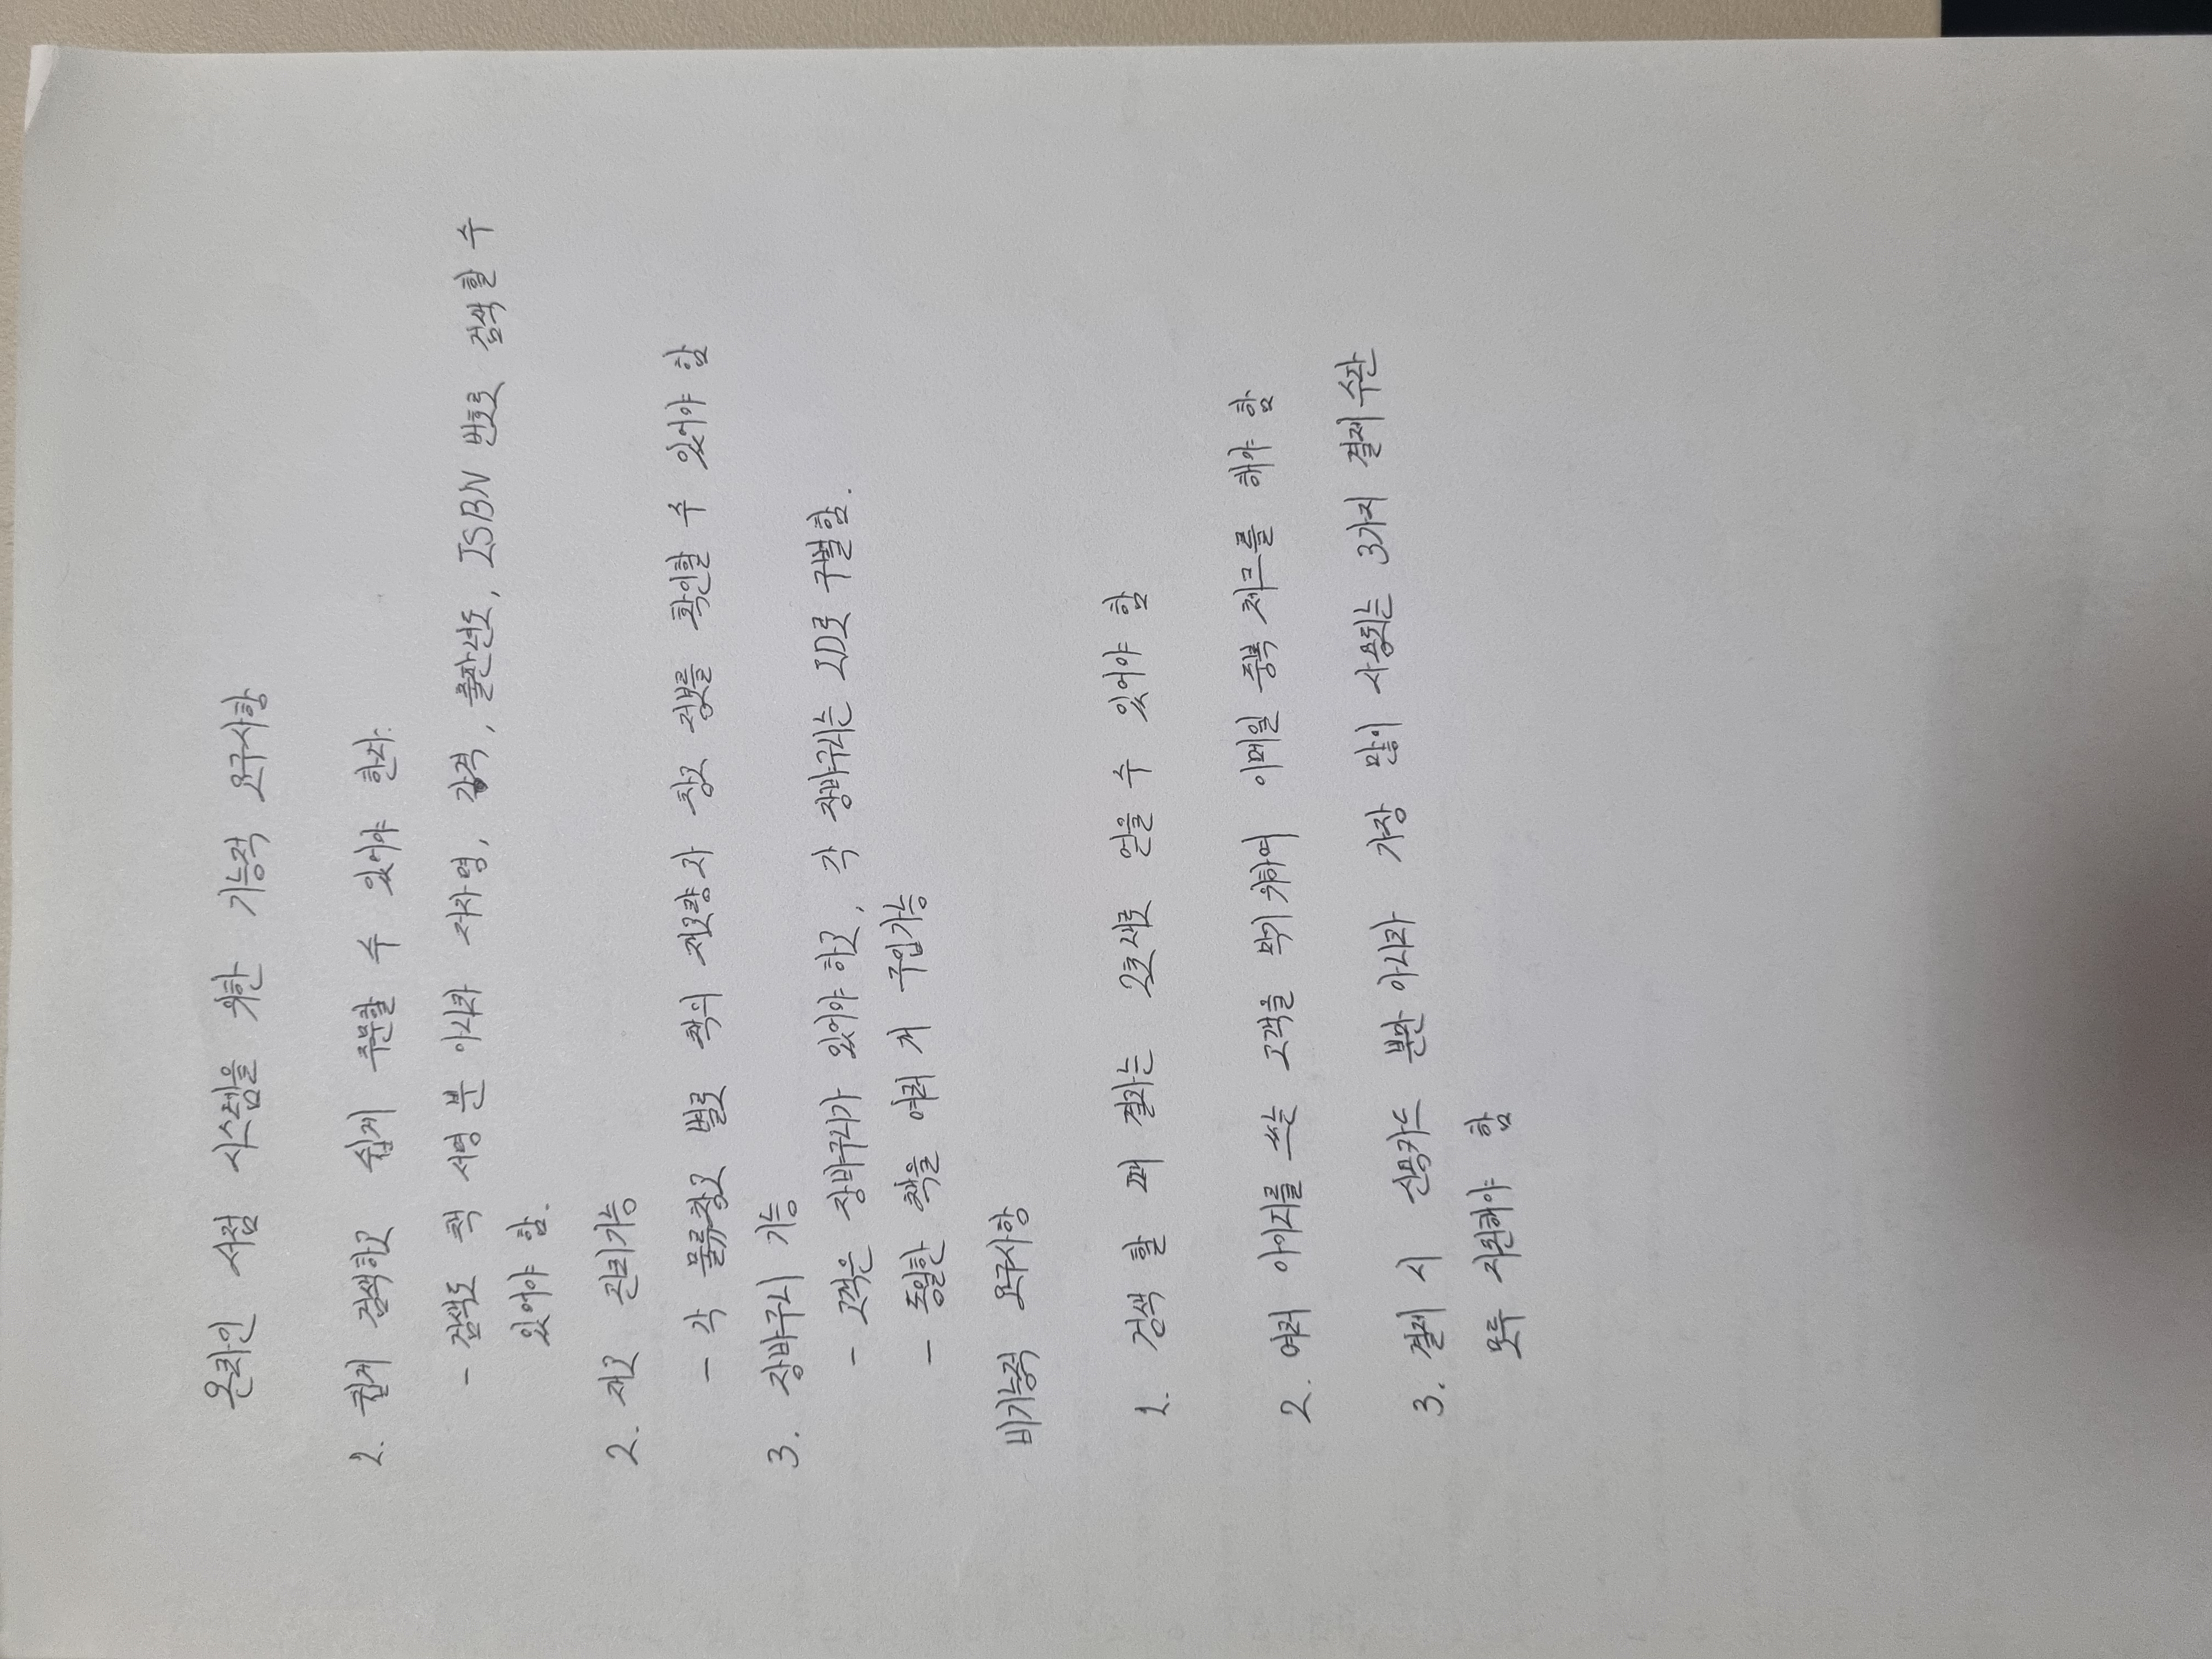 온라인 서점 시스템을 위한 기능적 요구사항
1. 쉽게 검색하고 쉽게 주문할 수 있어야 한다.
- 검색도 책 서명 뿐 아니라 저자명, 가격, 출판년도, ISBN 번호로 검색할 수
있어야 함.
2. 재고 관리기능
- 각 물류창고 별로 책의 재고량과 창고 정보를 확인할 수 있어야 함
3. 장바구니 기능
- 고객은 장바구니가 있어야 하고, 각 장바구니는 ID로 구별함.
- 동일한 책을 여러 개 구입가능
비기능적 요구사항
1. 검색 할 때 결과는 2초내로 얻을 수 있어야 함
2. 여러 아이디를 쓰는 고객을 막기 위하여 이메일 중복 체크를 해야 함
3. 결제 시 신용카드 뿐만 아니라 가장 많이 사용되는 3가지 결제 수단
모두 지원해야 함